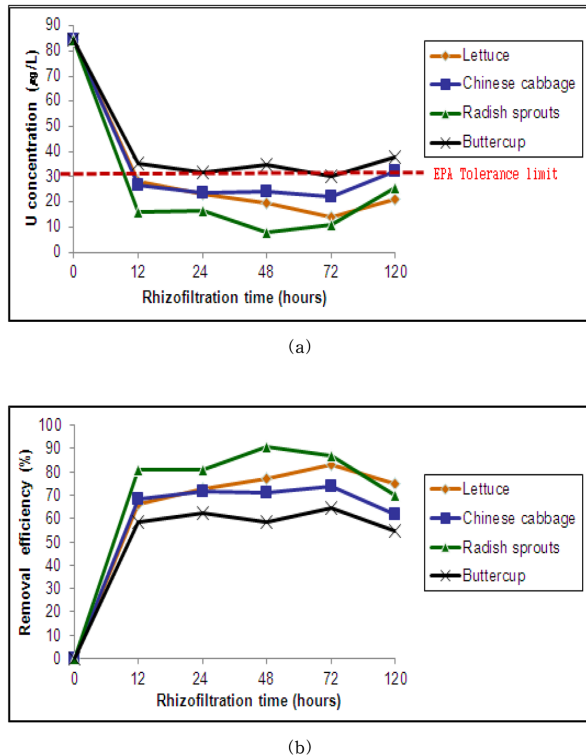 90
80
70
60
50
40
30
20
10
0
U concentration (㎍/L)
0 12 24 48 72 120
Rhizofiltration time (hours)
Lettuce
Chinese cabbage
Radish sprouts
Buttercup
EPA Tolerance limit
(a)
100
90
80
70
60
50
40
30
20
10
0
Removal efficiency (%)
0 12 24 48 72 120
Rhizofiltration time (hours)
Lettuce
Chinese cabbage
Radish sprouts
Buttercup
(b)